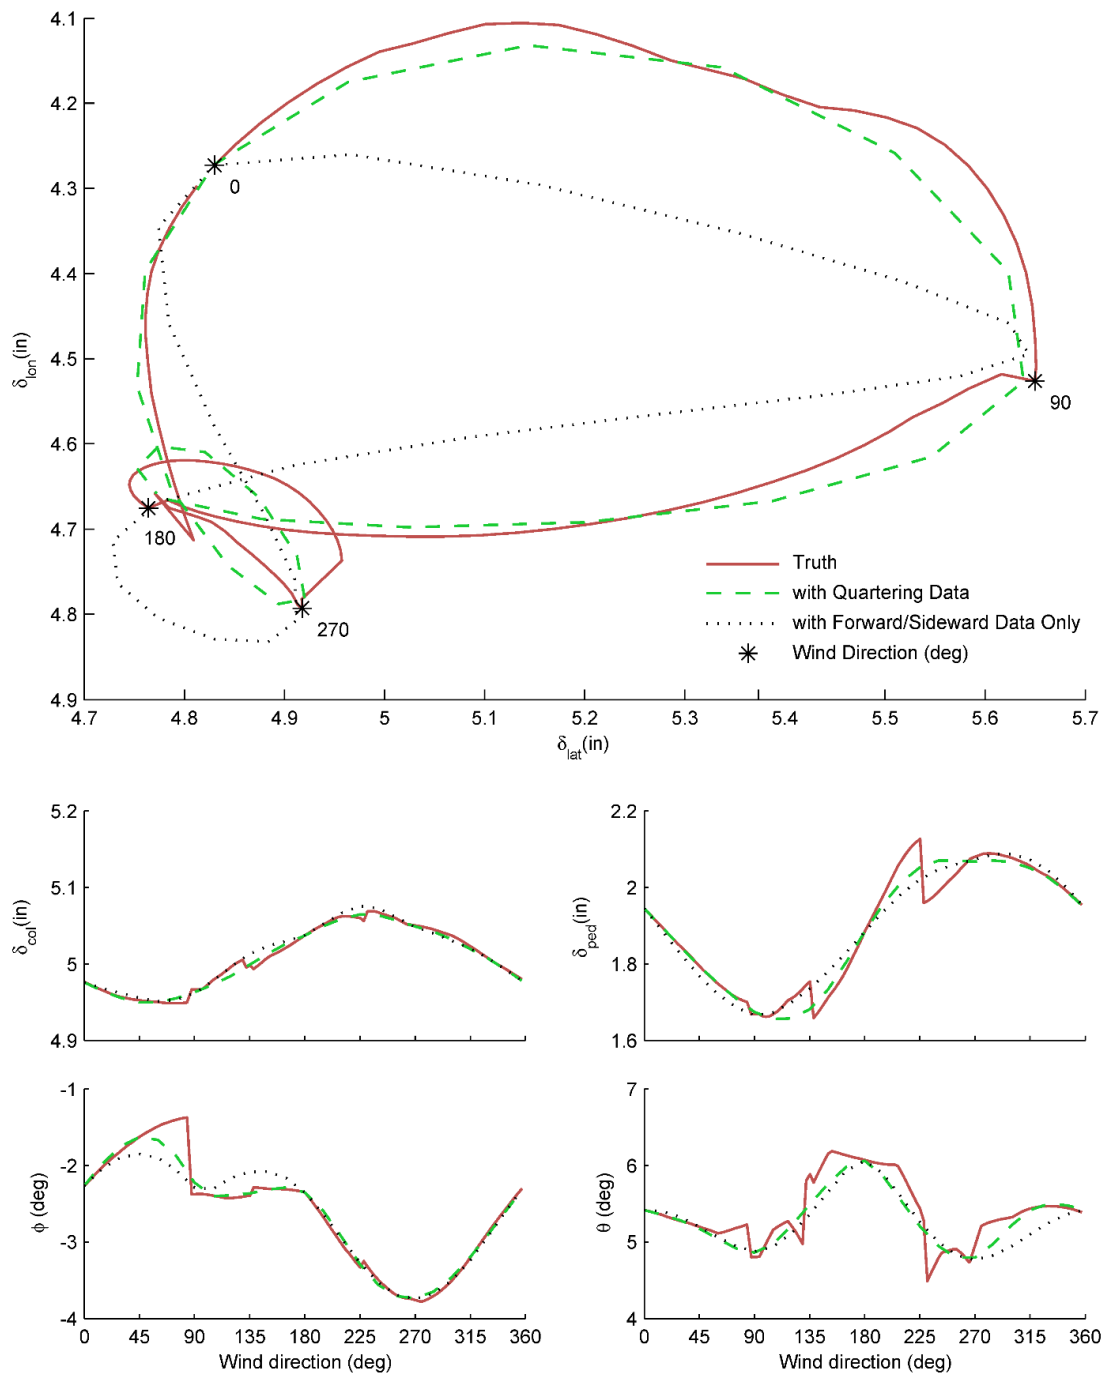 4.1
4.2
4.3
4.4
4.5
4.6
4.7
4.8
4.9
δlon(in)
0
90
180
270
Truth
with Quartering Data
with Forward/Sideward Data Only
Wind Direction (deg)
4.7 4.8 4.9 5 5.1 5.2 5.3 5.4 5.5 5.6 5.7
δlat(in)
5.2
5.1
5
4.9
δcol(in)
2.2
2
1.8
1.6
δped(in)
-1
-2
-3
-4
ϕ (deg)
0 45 90 135 180 225 270 315 360
Wind direction (deg)
7
6
5
4
θ (deg)
0 45 90 135 180 225 270 315 360
Wind direction (deg)